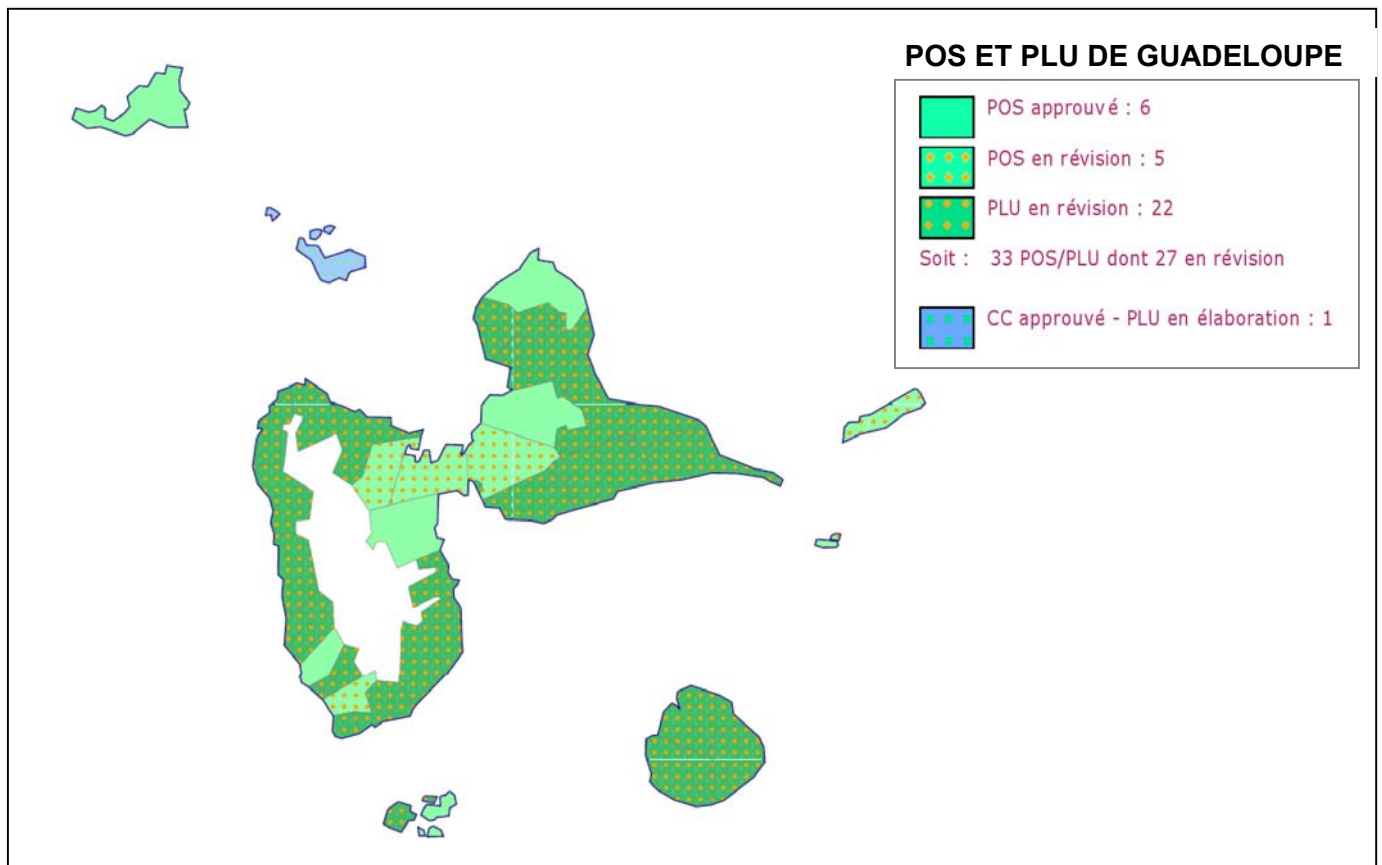 POS ET PLU DE GUADELOUPE
POS approuvé : 6
POS en révision : 5
PLU en révision : 22
Soit : 33 POS/PLU dont 27 en révision
CC approuvé - PLU en élaboration : 1